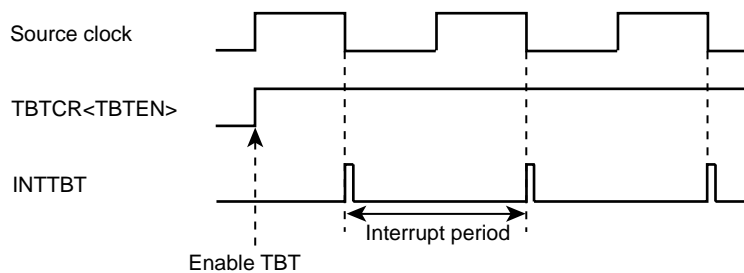 Source clock
TBTCR<TBTEN>
INTTBT
Interrupt period
Enable TBT